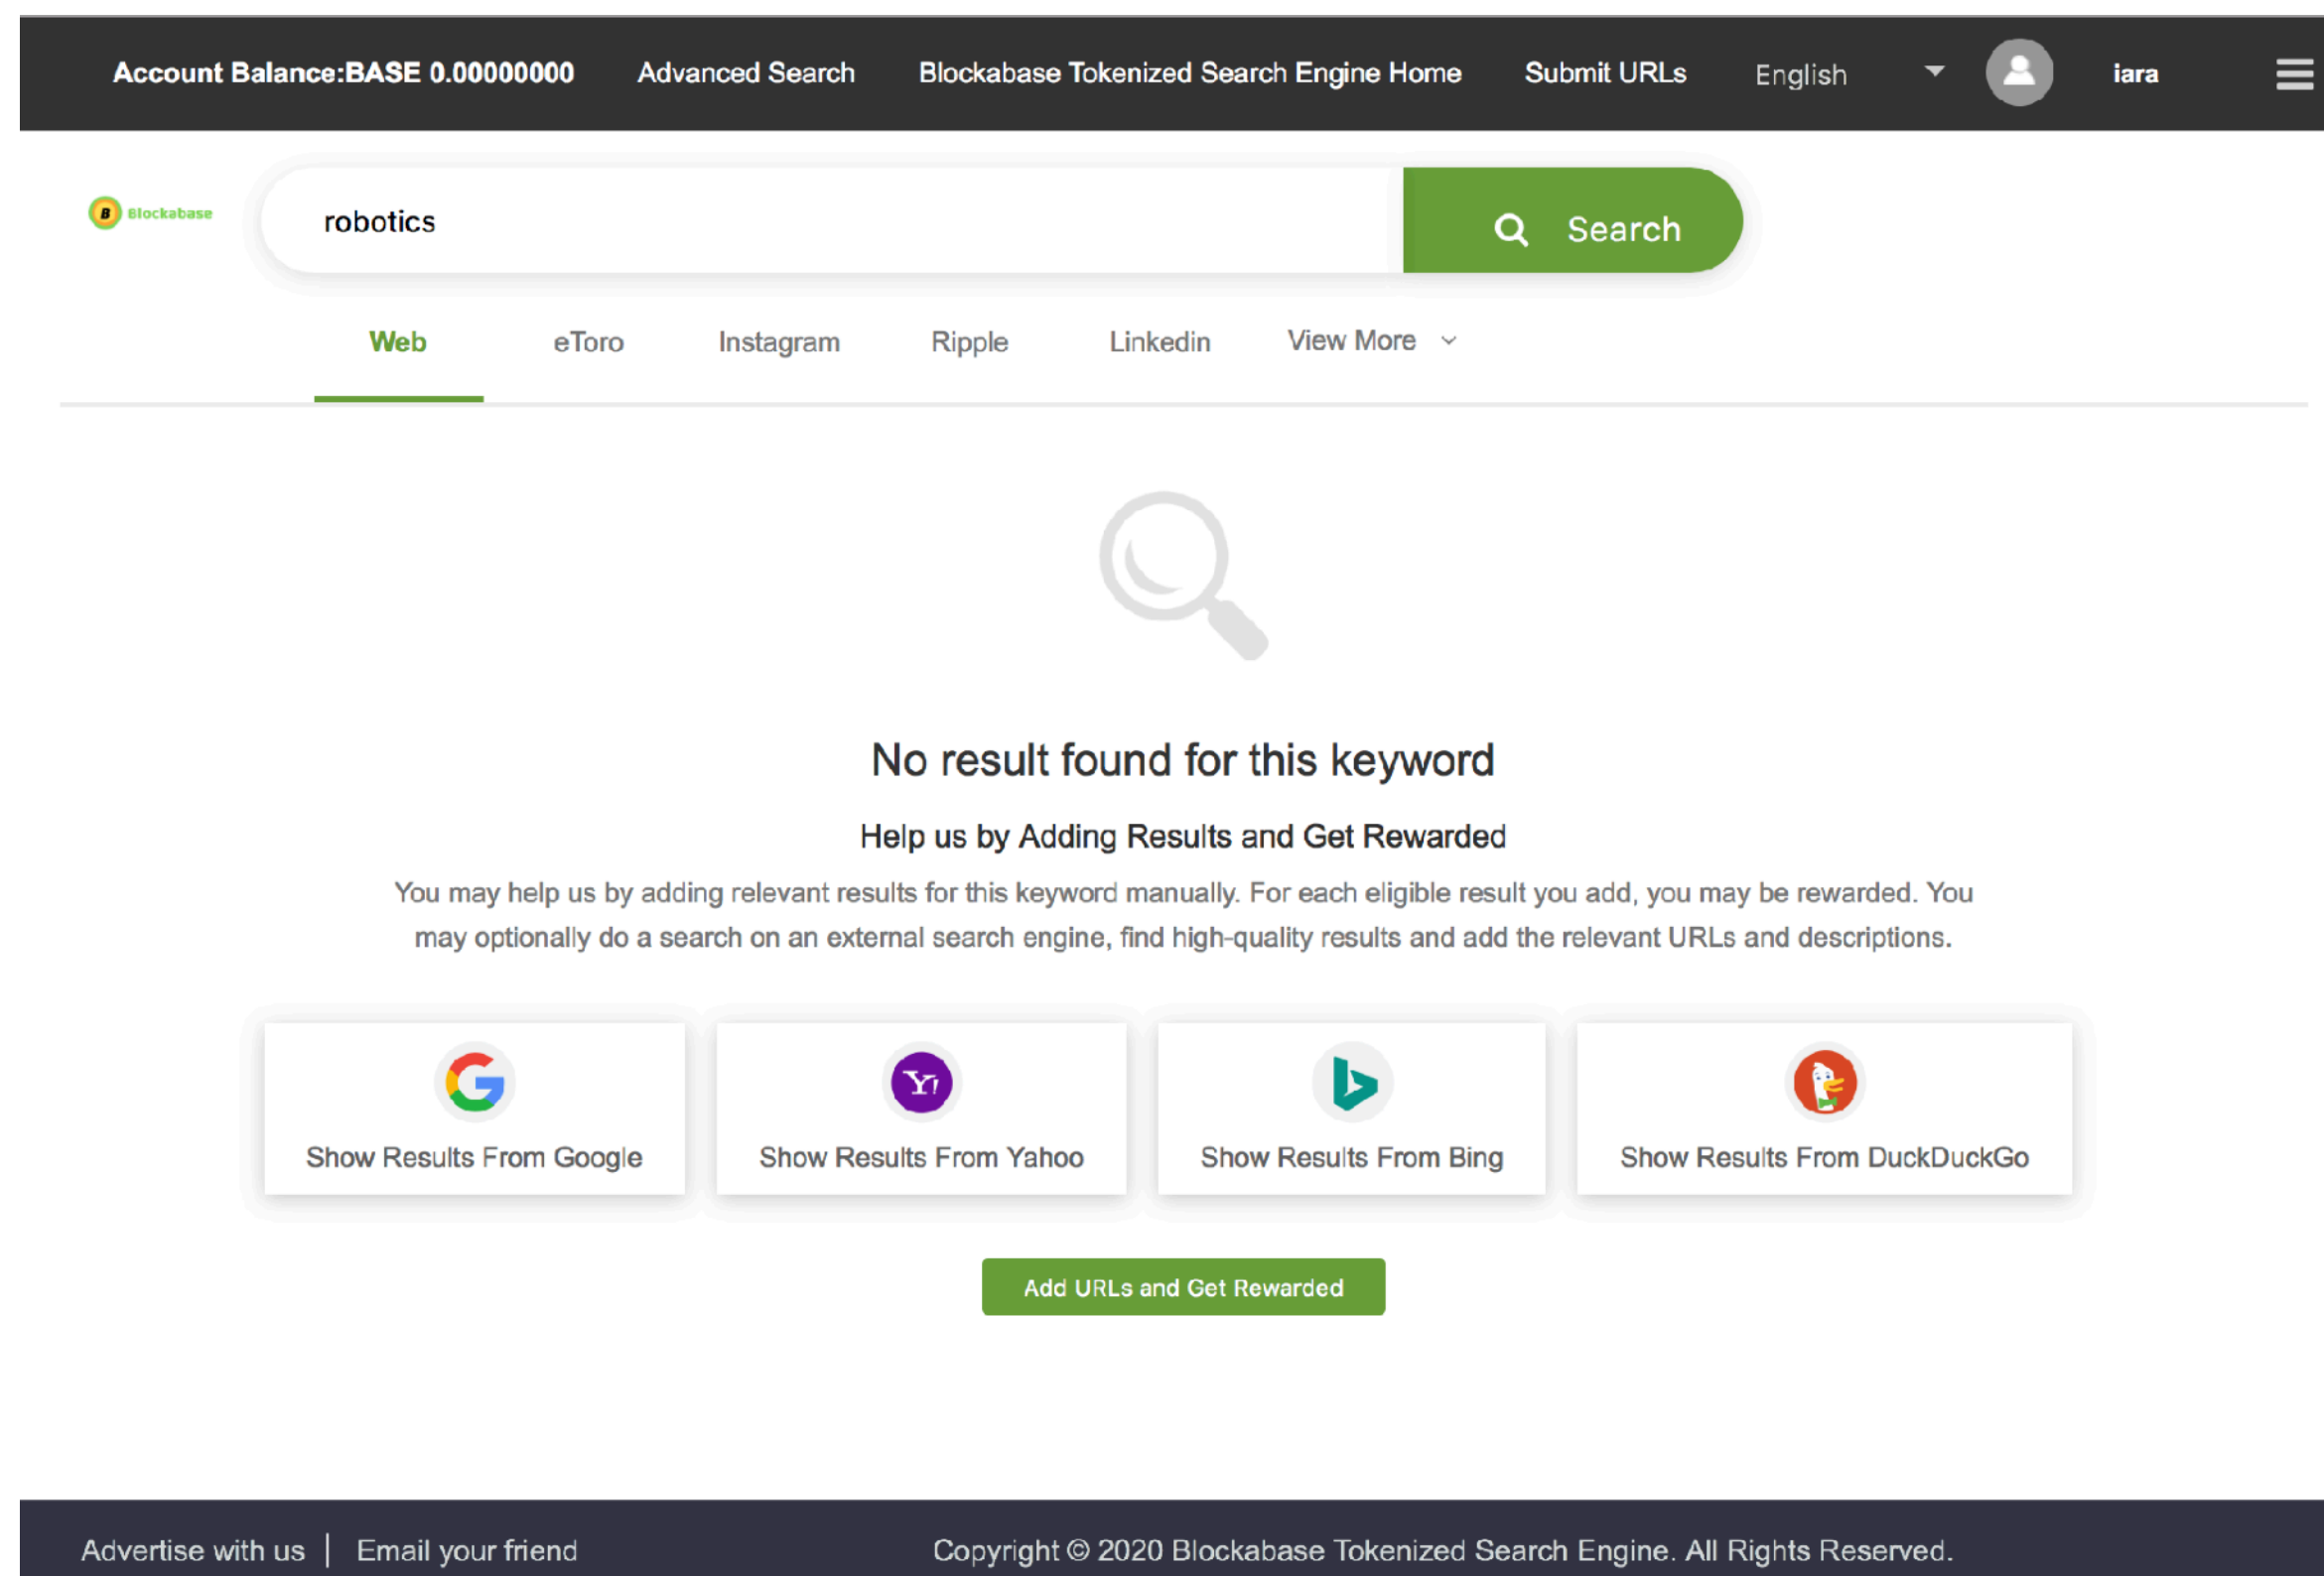 Account Balance:BASE 0.00000000 Advanced Search Blockabase Tokenized Search Engine Home Submit URLs English iara
B Blockabase robotics Search
Web eToro Instagram Ripple Linkedin View More
No result found for this keyword
Help us by Adding Results and Get Rewarded
You may help us by adding relevant results for this keyword manually. For each eligible result you add, you may be rewarded. You
may optionally do a search on an external search engine, find high-quality results and add the relevant URLs and descriptions.
Y!
Show Results From Google Show Results From Yahoo Show Results From Bing Show Results From DuckDuckGo
Add URLs and Get Rewarded
Advertise with us | Email your friend Copyright © 2020 Blockabase Tokenized Search Engine. All Rights Reserved.